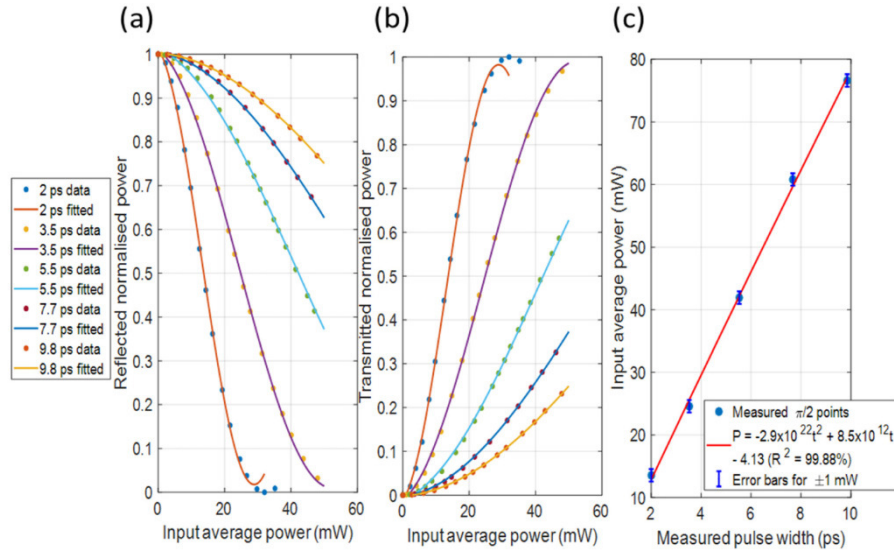 (a)
(b)
(c)
2 ps data
2 ps fitted
3.5 ps data
3.5 ps fitted
5.5 ps data
5.5 ps fitted
7.7 ps data
7.7 ps fitted
9.8 ps data
9.8 ps fitted
Reflected normalised power
1
0.9
0.8
0.7
0.6
0.5
0.4
0.3
0.2
0.1
0
0 20 40 60
Input average power (mW)
Transmitted normalised power
1
0.9
0.8
0.7
0.6
0.5
0.4
0.3
0.2
0.1
0
0 20 40 60
Input average power (mW)
Input average power (mW)
80
70
60
50
40
30
20
10
Measured π/2 points
P = -2.9x10 22t2 + 8.5x10 12t
- 4.13 (R 2 = 99.88%)
Error bars for ±1 mW
2 4 6 8 10
Measured pulse width (ps)